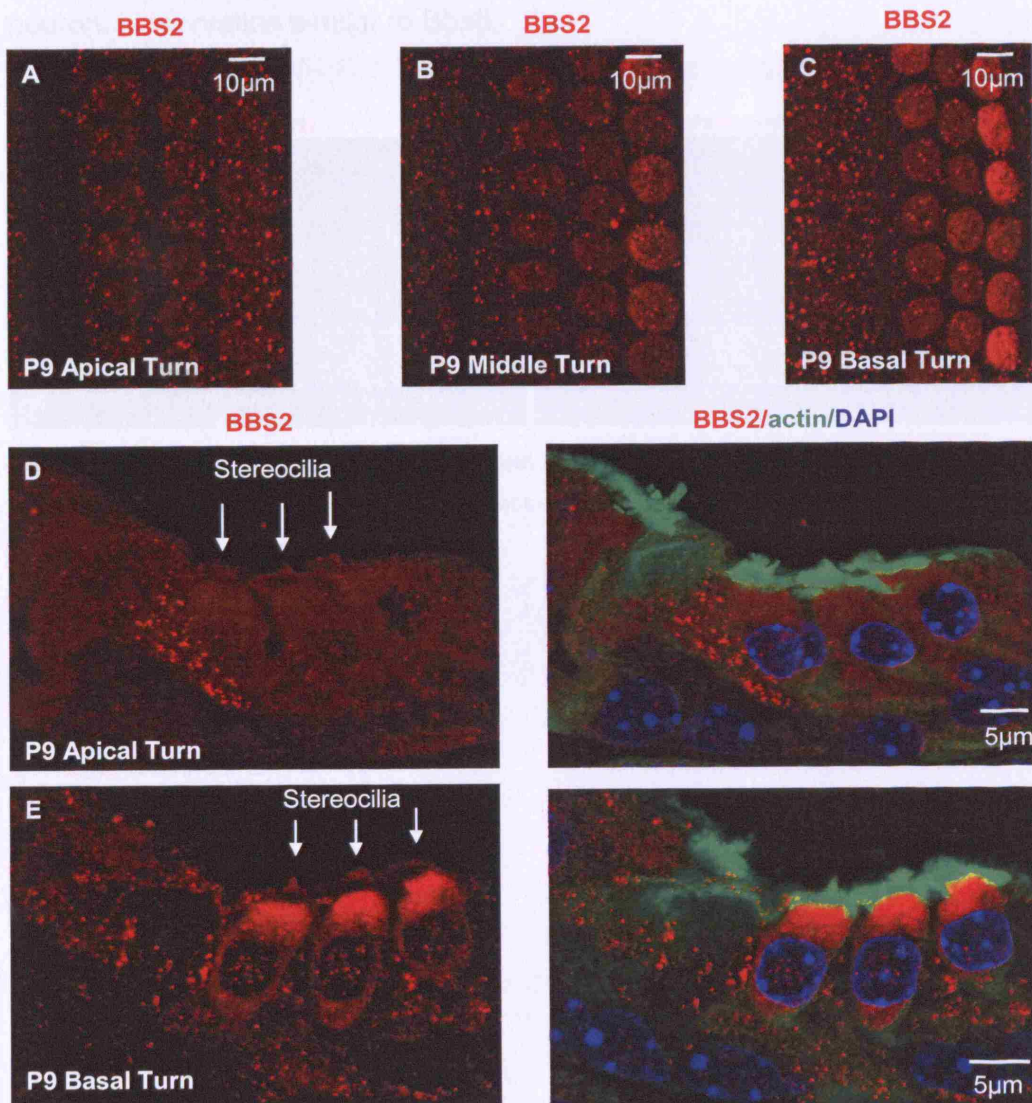 BBS2
BBS2
BBS2
A
10µm
B
10µm
C
10µm
P9 Apical Turn
P9 Middle Turn
P9 Basal Turn
BBS2
BBS2/actin/DAPI
D
Stereocilia
P9 Apical Turn
5µm
E
Stereocilia
P9 Basal Turn
5µm